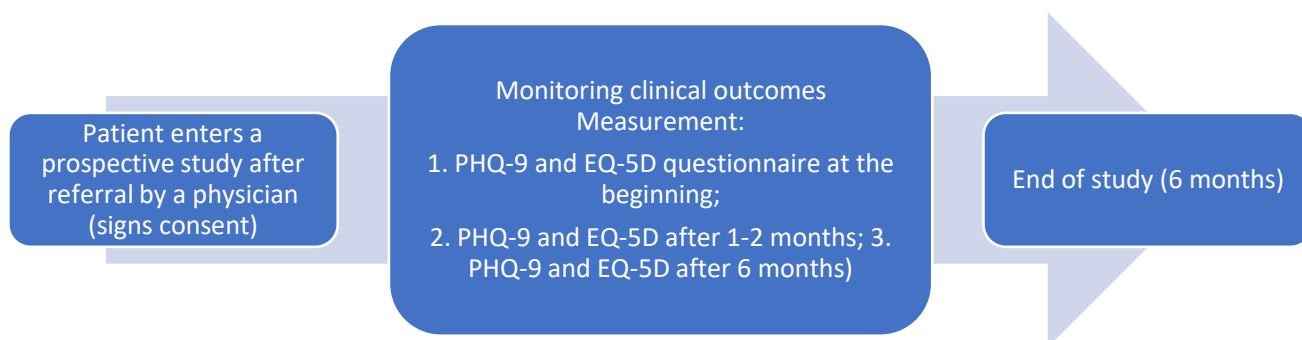 Patient enters a
prospective study after
referral by a physician
(signs consent)
Monitoring clinical outcomes
Measurement:
1. PHQ-9 and EQ-5D questionnaire at the
beginning;
2. PHQ-9 and EQ-5D after 1-2 months; 3.
PHQ-9 and EQ-5D after 6 months)
End of study (6 months)